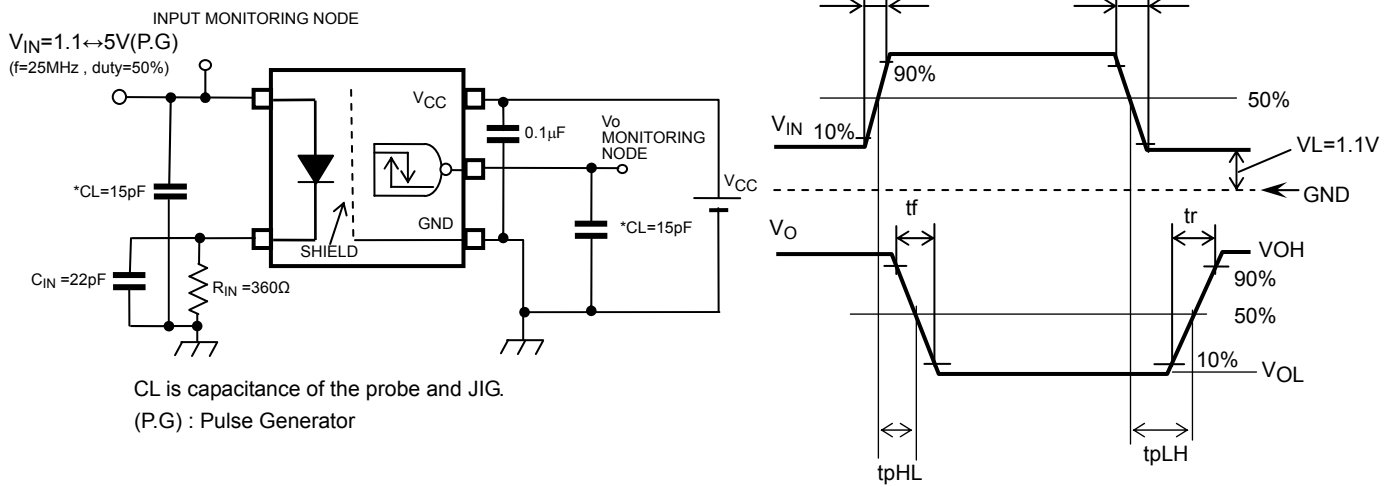 INPUT MONITORING NODE
VIN=1.1↔5V(P.G)
(f=25MHz , duty=50%)
VCC
0.1μF
Vo
MONITORING
NODE
*CL=15pF
VCC
GND
*CL=15pF
SHIELD
CIN =22pF
RIN =360Ω
CL is capacitance of the probe and JIG.
(P.G) : Pulse Generator
90%
50%
VIN 10%
VL=1.1V
GND
tf
tr
VO
VOH
90%
50%
10%
VOL
tpHL
tpLH